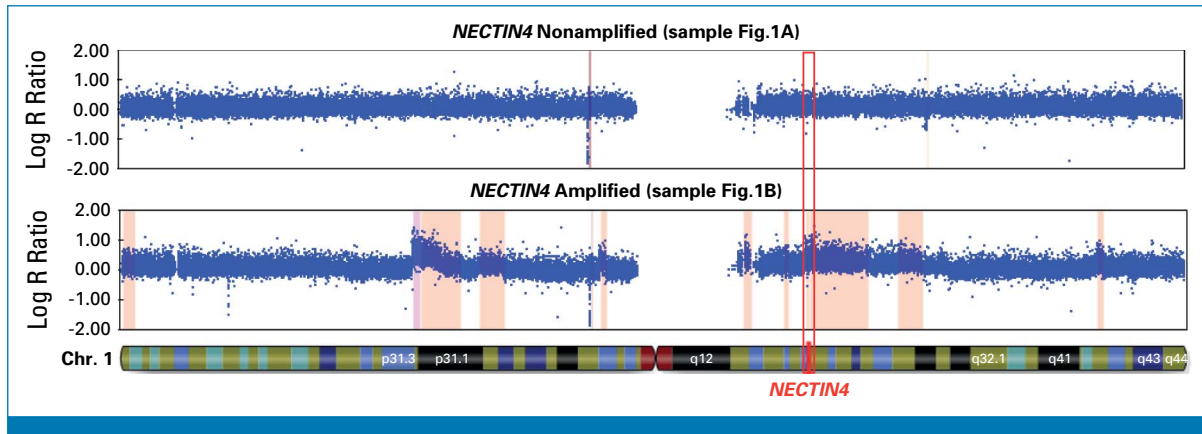 NECTIN4 Nonamplified (sample Fig.1A)
Log R Ratio
2.00
1.00
0.00
-1.00
-2.00
NECTIN4 Amplified (sample Fig.1B)
Log R Ratio
2.00
1.00
0.00
-1.00
-2.00
Chr. 1 p31.3 p31.1 q12 q32.1 q41 q43 q44
NECTIN4